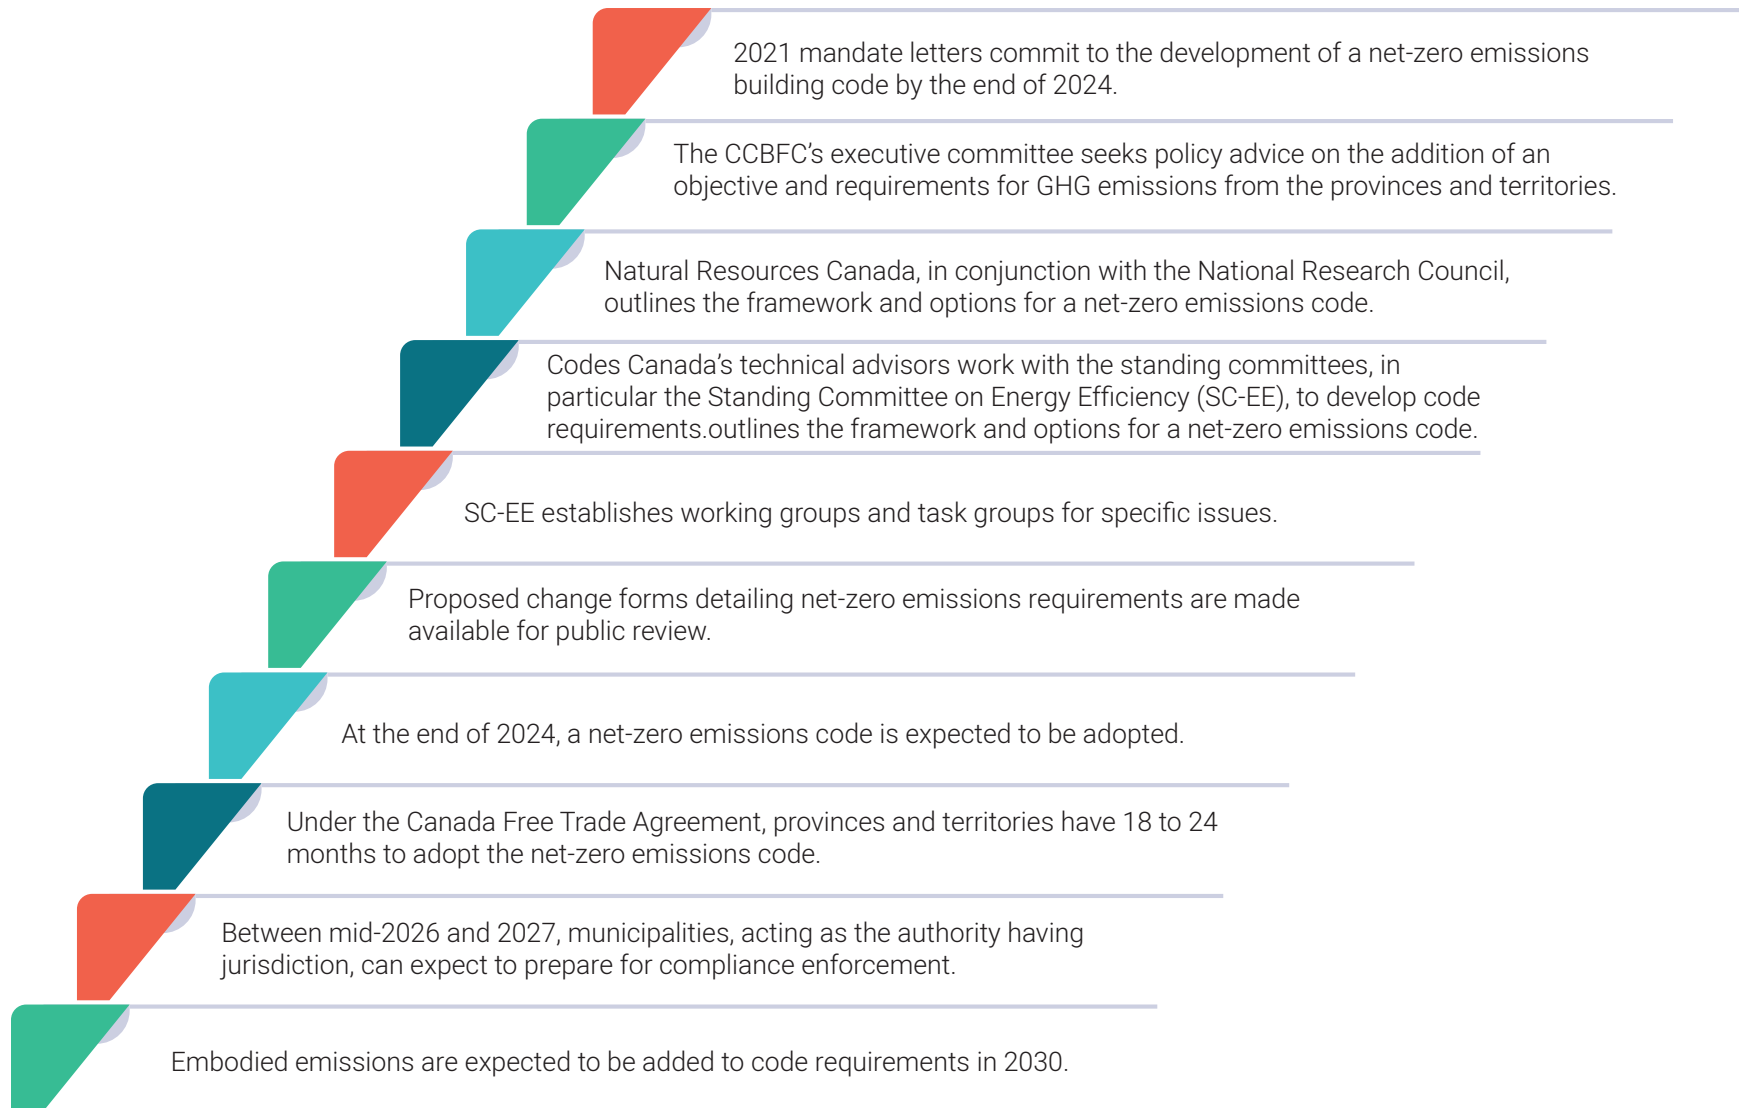 2021 mandate letters commit to the development of a net-zero emissions
building code by the end of 2024.
The CCBFC’s executive committee seeks policy advice on the addition of an
objective and requirements for GHG emissions from the provinces and territories.
Natural Resources Canada, in conjunction with the National Research Council,
outlines the framework and options for a net-zero emissions code.
Codes Canada’s technical advisors work with the standing committees, in
particular the Standing Committee on Energy Efficiency (SC-EE), to develop code
requirements.outlines the framework and options for a net-zero emissions code.
SC-EE establishes working groups and task groups for specific issues.
Proposed change forms detailing net-zero emissions requirements are made
available for public review.
At the end of 2024, a net-zero emissions code is expected to be adopted.
Under the Canada Free Trade Agreement, provinces and territories have 18 to 24
months to adopt the net-zero emissions code.
Between mid-2026 and 2027, municipalities, acting as the authority having
jurisdiction, can expect to prepare for compliance enforcement.
Embodied emissions are expected to be added to code requirements in 2030.